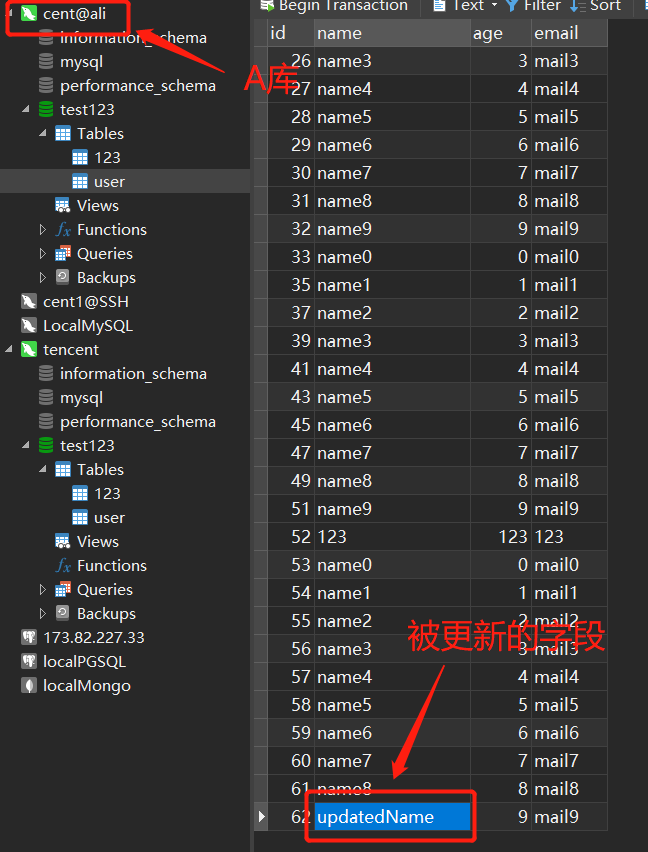 cent@ali
information_schema
mysql
performance_schema
test123
Tables
123
user
Views
Functions
Queries
Backups
cent1@SSH
LocalMySQL
tencent
information_schema
mysql
performance_schema
test123
Tables
123
user
Views
Functions
Queries
Backups
173.82.227.33
localPGSQL
localMongo
A库
Begin Transaction Text Filter Sort
id name age email
26 name3 3 mail3
27 name4 4 mail4
28 name5 5 mail5
29 name6 6 mail6
30 name7 7 mail7
31 name8 8 mail8
32 name9 9 mail9
33 name0 0 mail0
35 name1 1 mail1
37 name2 2 mail2
39 name3 3 mail3
41 name4 4 mail4
43 name5 5 mail5
45 name6 6 mail6
47 name7 7 mail7
49 name8 8 mail8
51 name9 9 mail9
52 123 123 123
53 name0 0 mail0
54 name1 1 mail1
55 name2 2 mail2
被更新的字段
56 name3 3 mail3
57 name4 4 mail4
58 name5 5 mail5
59 name6 6 mail6
60 name7 7 mail7
61 name8 8 mail8
62 updatedName 9 mail9